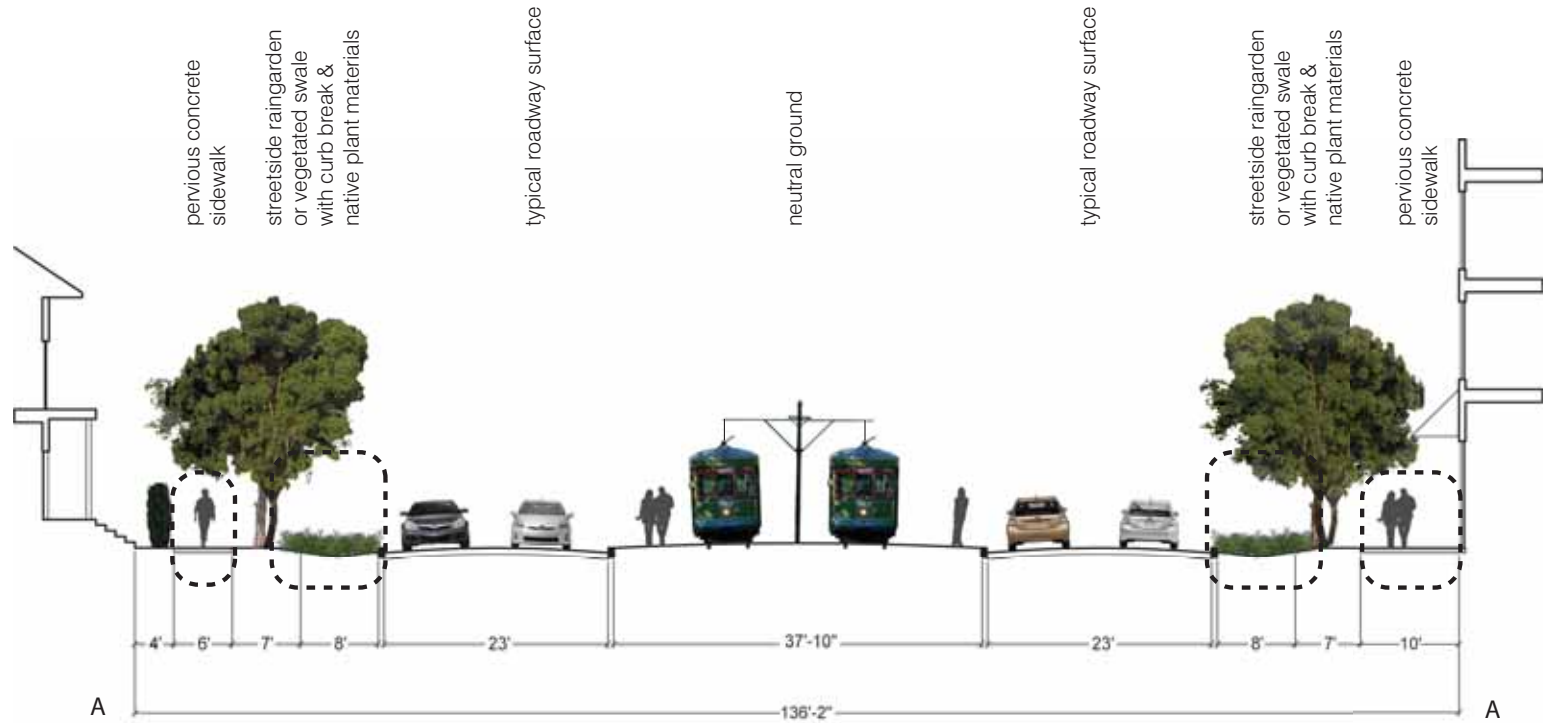 pervious concrete
sidewalk
streetside raingarden
or vegetated swale
with curb break &
native plant materials
typical roadway surface
neutral ground
typical roadway surface
streetside raingarden
or vegetated swale
with curb break &
native plant materials
pervious concrete
sidewalk
4' 6' 7' 8' 23' 37'-10" 23' 8' 7' 10'
A 136'-2" A